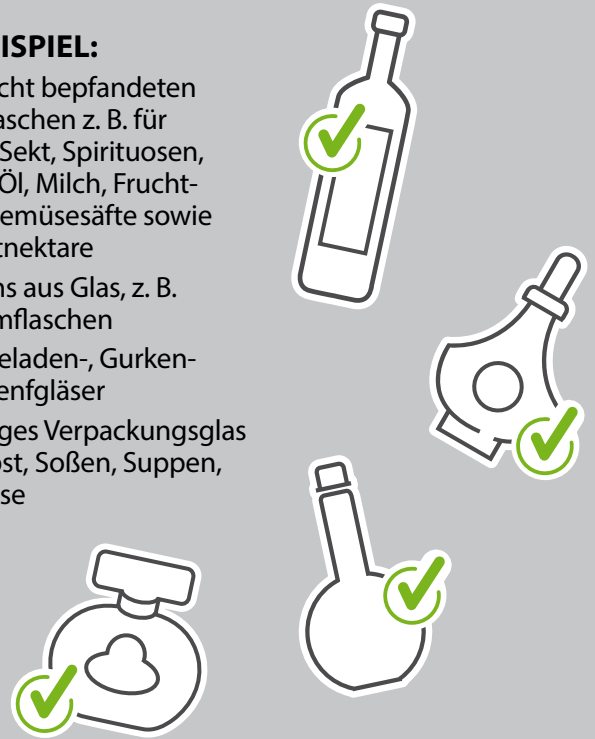 ISPIEL:
cht bepfandeten
aschen z. B. für
Sekt, Spirituosen,
Öl, Milch, Frucht-
emüsesäfte sowie
tnektare
ns aus Glas, z. B.
mflaschen
eladen-, Gurken-
enfgläser
ges Verpackungsglas
ost, Soßen, Suppen,
se